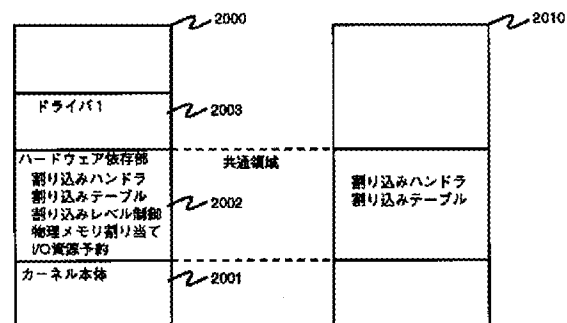 2000
2010
ドライバ1
2003
ハードウェア依存部
共通領域
割り込みハンドラ
割り込みテーブル
割り込みレベル制御
物理メモリ割り当て
I/O資源予約
2002
割り込みハンドラ
割り込みテーブル
カーネル本体
2001